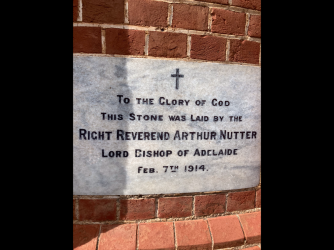 To the Glory of God
This Stone was laid by the
Right Reverend Arthur Nutter
Lord Bishop of Adelaide
Feb. 7th 1914.